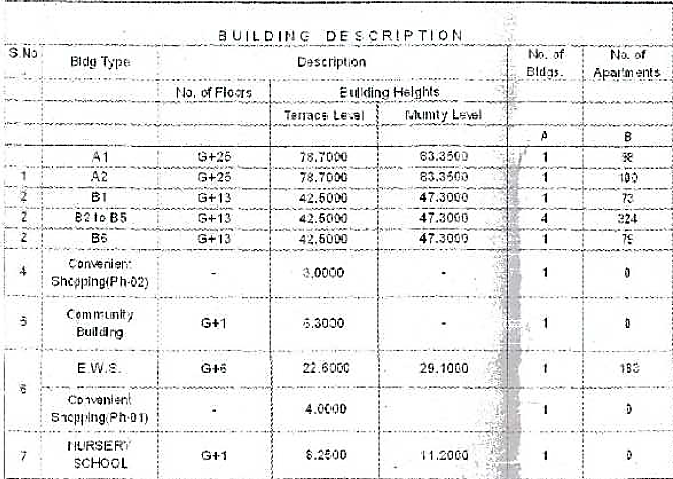 BUILDING DESCRIPTION
S.No Bldg Type Description No. of Bldgs. No. of Apartments
No. of Floors Building Heights
Terrace Level Mumty Level
A B
A1 G+25 78.7000 83.3500 1
1 A2 G+25 78.7000 83.3500 1 100
2 B1 G+13 42.5000 47.3000 1 73
2 B2 to B5 G+13 42.5000 47.3000 4 324
2 B6 G+13 42.5000 47.3000 1
4 Convenient Shopping(Ph-02) - 3.0000 1 0
5 Community Building G+1 - 1 0
6 E.W.S. G+6 22.6000 29.1000 1
Convenient Shopping(Ph-01) - 4.0000 1 0
7 NURSERY SCHOOL G+1 8.2500 11.2000 1 0